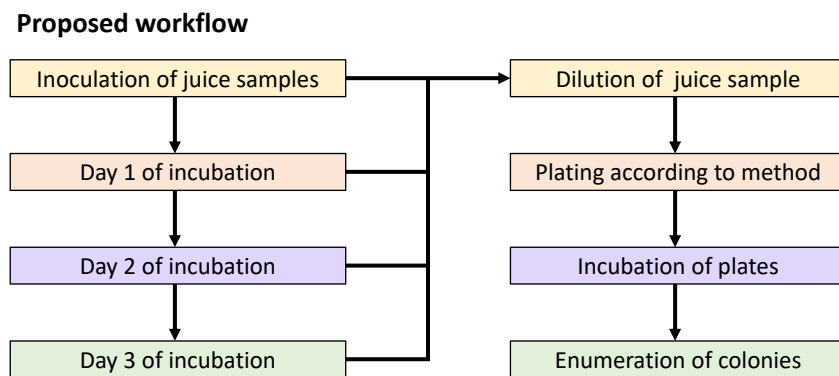 Proposed workflow
Inoculation of juice samples
Day 1 of incubation
Day 2 of incubation
Day 3 of incubation
Dilution of  juice sample
Plating according to method
Incubation of plates
Enumeration of colonies